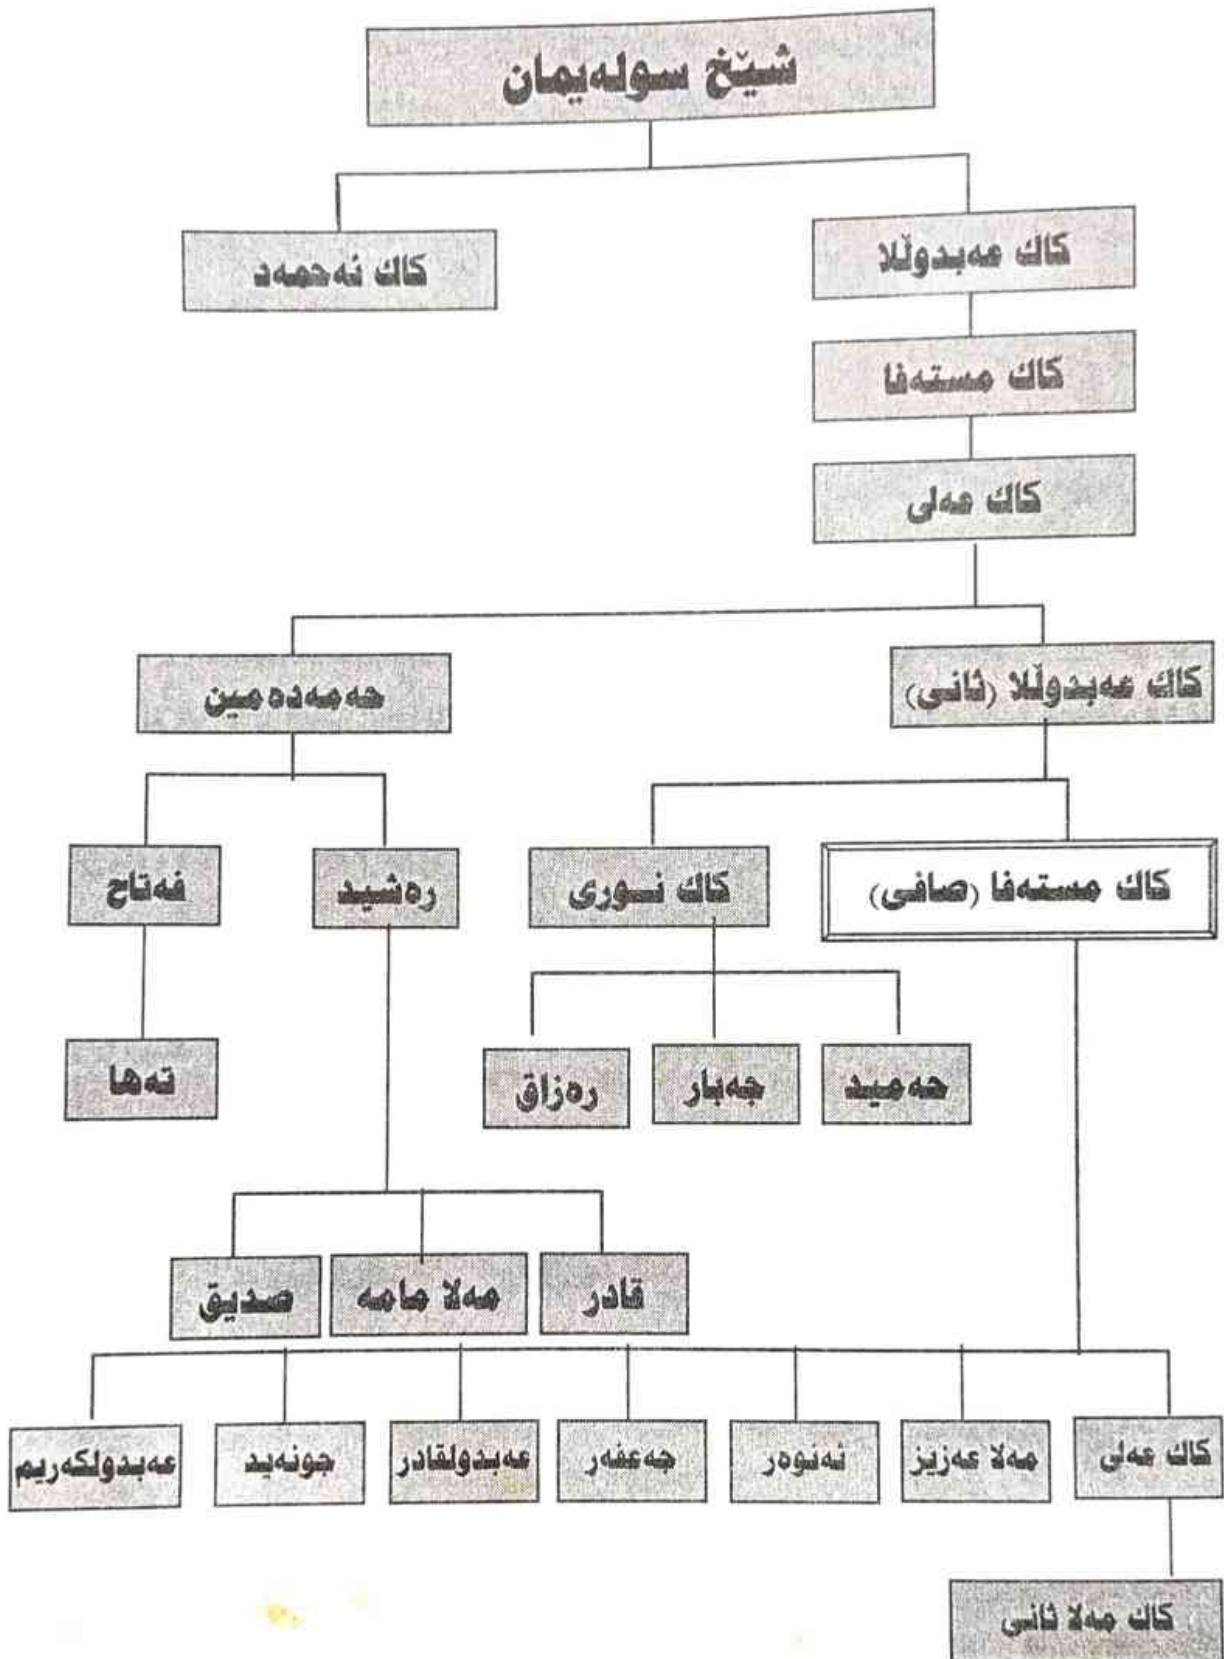 شێخ سولەیمان
کاک عەبدوڵلا
کاک ئەحمەد
کاک مستەفا
کاک عەلی
کاک عەبدوڵلا (ثانی)
حەمەدەمین
کاک مستەفا (صافی)
کاک نـوری
رەشید
فەتاح
حەمید
جەبار
رەزاق
تەها
قادر
مەلا مامە
صدیق
کاک عەلی
مەلا عەزیز
ئەنوەر
جەعفەر
عەبدولقادر
جونەید
عەبدولکەریم
کاک مەلا ثانی